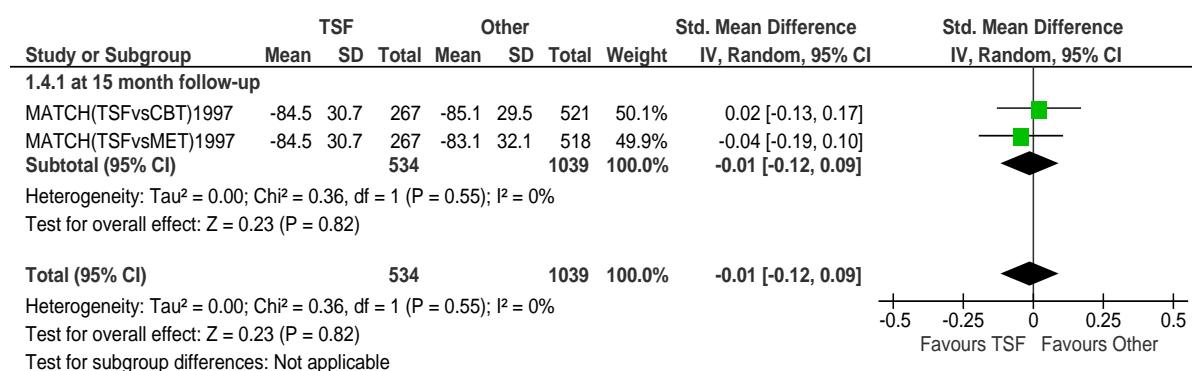 TSF Other Std. Mean Difference Std. Mean Difference
Study or Subgroup Mean SD Total Mean SD Total Weight IV, Random, 95% CI IV, Random, 95% CI
1.4.1 at 15 month follow-up
MATCH(TSFvsCBT)1997 -84.5 30.7 267 -85.1 29.5 521 50.1% 0.02 [-0.13, 0.17]
MATCH(TSFvsMET)1997 -84.5 30.7 267 -83.1 32.1 518 49.9% -0.04 [-0.19, 0.10]
Subtotal (95% CI) 534 1039 100.0% -0.01 [-0.12, 0.09]
Heterogeneity: Tau² = 0.00; Chi² = 0.36, df = 1 (P = 0.55); I² = 0%
Test for overall effect: Z = 0.23 (P = 0.82)
Total (95% CI) 534 1039 100.0% -0.01 [-0.12, 0.09]
Heterogeneity: Tau² = 0.00; Chi² = 0.36, df = 1 (P = 0.55); I² = 0%
Test for overall effect: Z = 0.23 (P = 0.82)
Test for subgroup differences: Not applicable
-0.5 -0.25 0 0.25 0.5
Favours TSF Favours Other